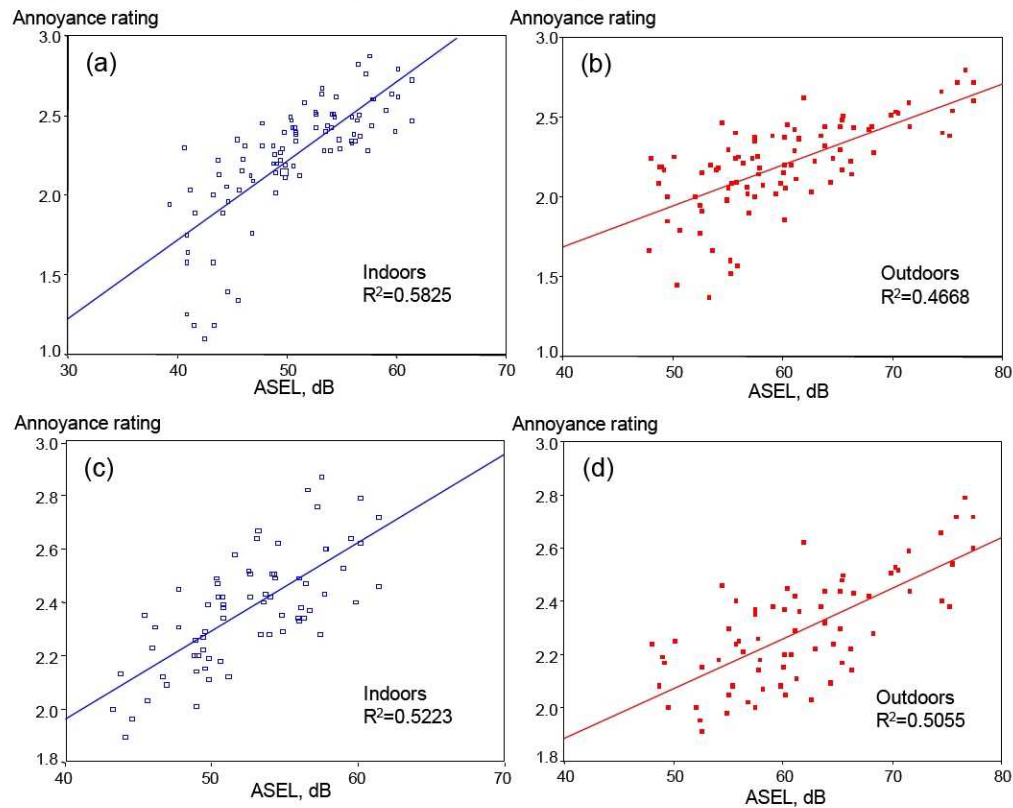 Annoyance rating
3.0
2.5
2.0
1.5
1.0
(a)
Indoors
R²=0.5825
30 40 50 60 70
ASEL, dB
Annoyance rating
3.0
2.5
2.0
1.5
1.0
(b)
Outdoors
R²=0.4668
40 50 60 70 80
ASEL, dB
Annoyance rating
3.0
2.8
2.6
2.4
2.2
2.0
1.8
(c)
Indoors
R²=0.5223
40 50 60 70
ASEL, dB
Annoyance rating
3.0
2.8
2.6
2.4
2.2
2.0
1.8
(d)
Outdoors
R²=0.5055
40 50 60 70 80
ASEL, dB